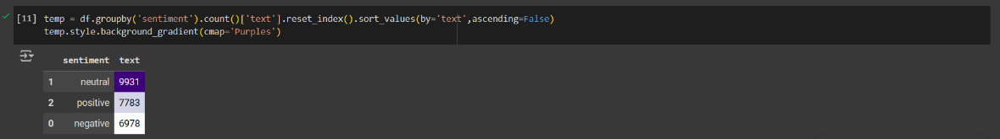 [11] temp = df.groupby('sentiment').count()['text'].reset_index().sort_values(by='text',ascending=False)
temp.style.background_gradient(cmap='Purples')
sentiment text
1 neutral 9931
2 positive 7783
0 negative 6978